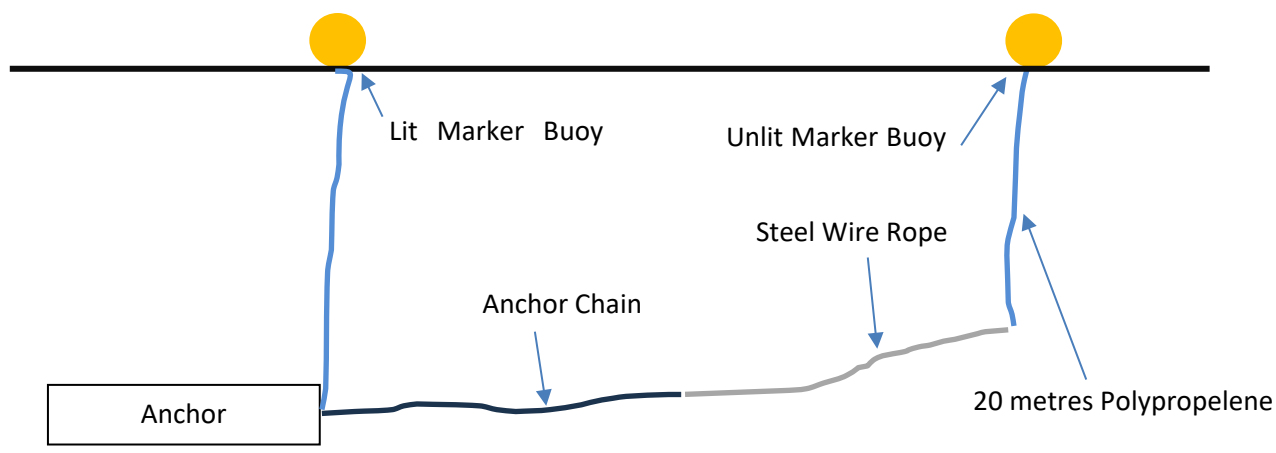 Lit Marker Buoy
Unlit Marker Buoy
Steel Wire Rope
Anchor Chain
Anchor
20 metres Polypropelene